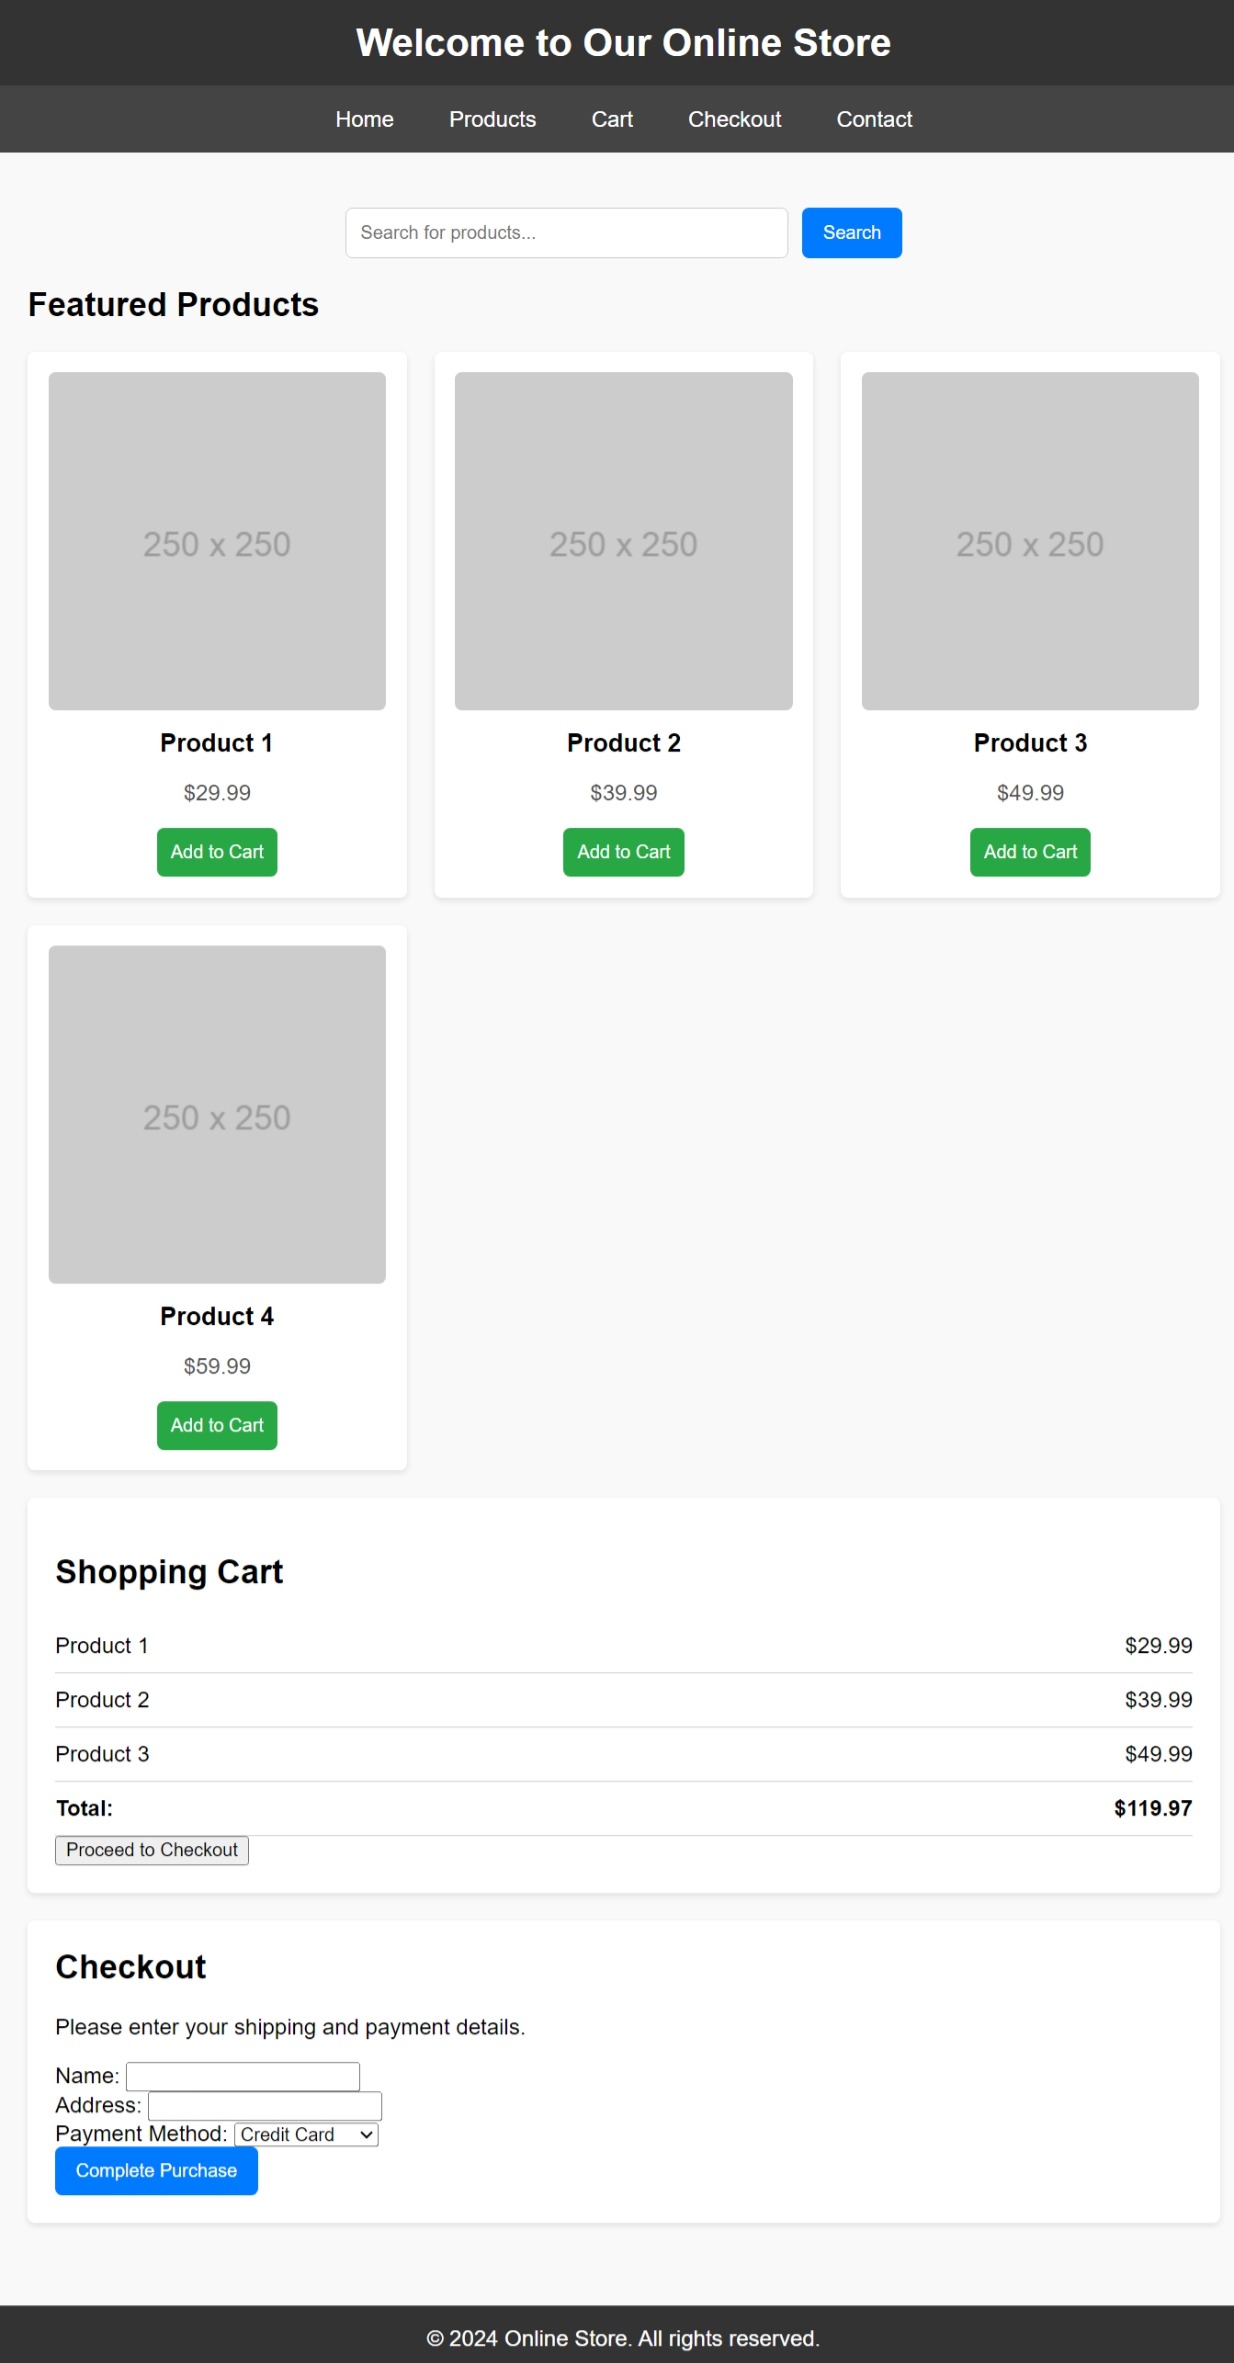 Welcome to Our Online Store
Home Products Cart Checkout Contact
Search for products... Search
Featured Products
250 x 250 250 x 250 250 x 250
Product 1 Product 2 Product 3
$29.99 $39.99 $49.99
Add to Cart Add to Cart Add to Cart
250 x 250
Product 4
$59.99
Add to Cart
Shopping Cart
Product 1 $29.99
Product 2 $39.99
Product 3 $49.99
Total: $119.97
Proceed to Checkout
Checkout
Please enter your shipping and payment details.
Name:
Address:
Payment Method: Credit Card
Complete Purchase
© 2024 Online Store. All rights reserved.